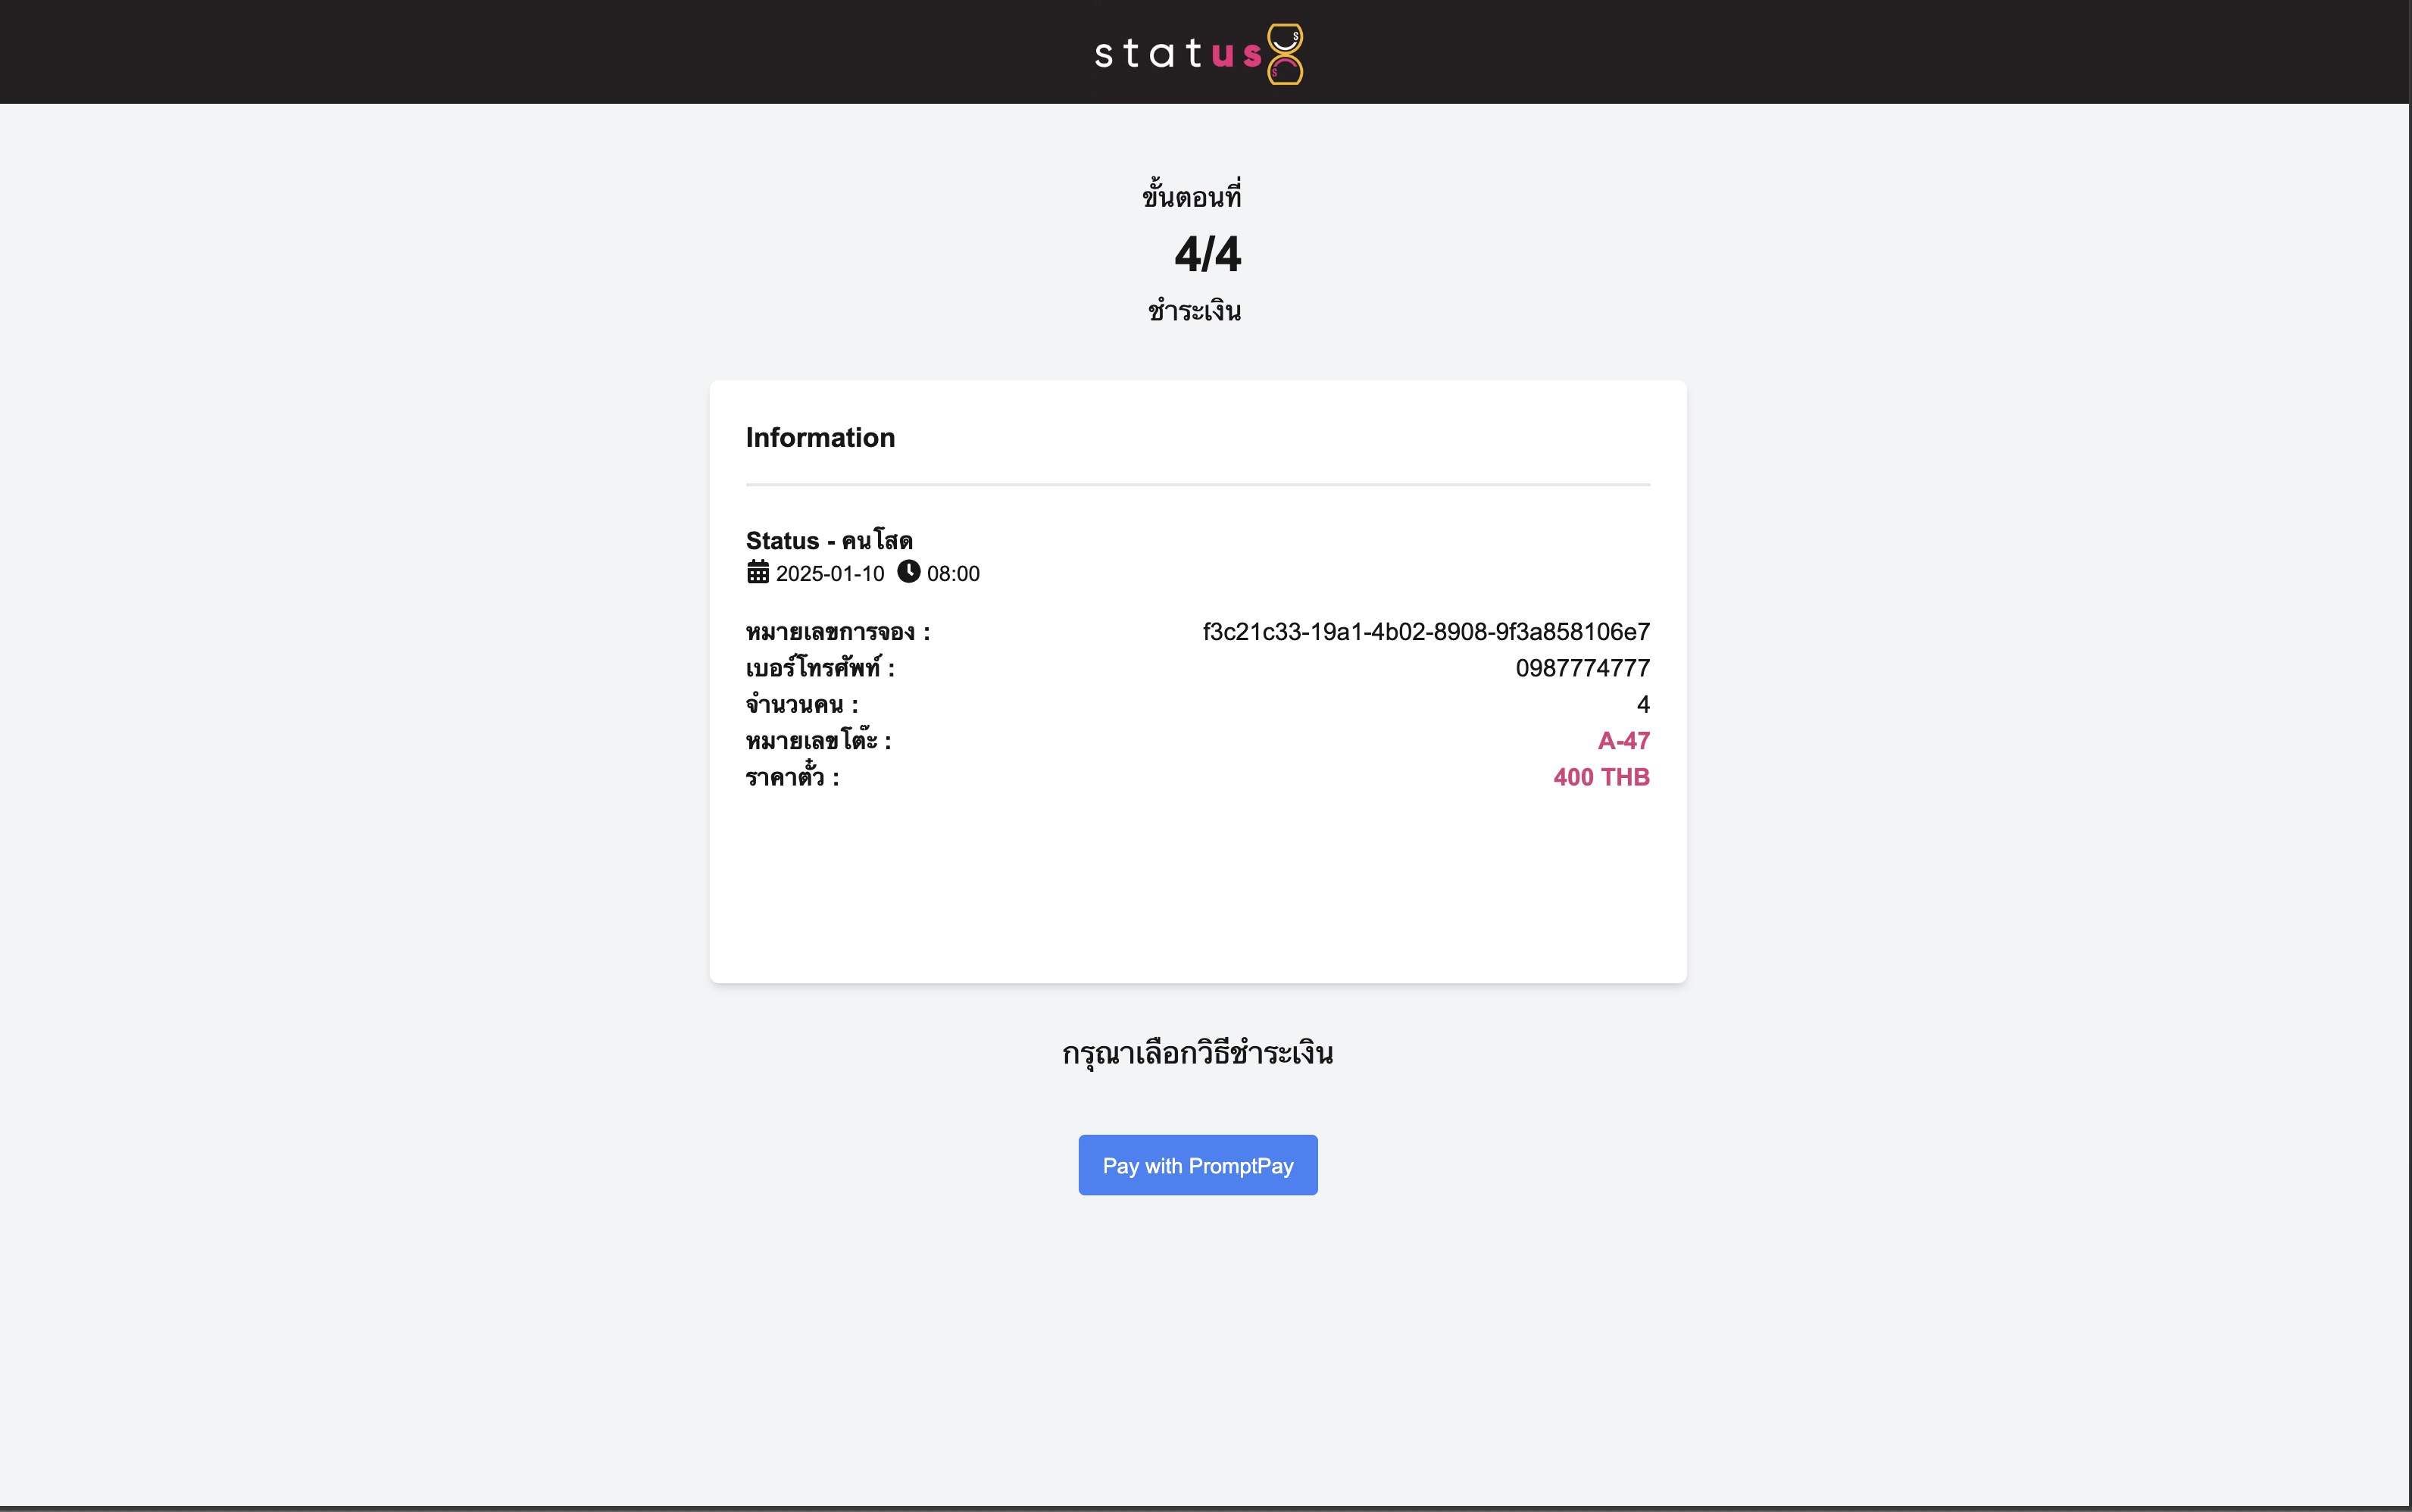 status
ขั้นตอนที่
4/4
ชำระเงิน
Information
Status - คนโสด
2025-01-10 08:00
หมายเลขการจอง : f3c21c33-19a1-4b02-8908-9f3a858106e7
เบอร์โทรศัพท์ : 0987774777
จำนวนคน : 4
หมายเลขโต๊ะ : A-47
ราคาตั๋ว : 400 THB
กรุณาเลือกวิธีชำระเงิน
Pay with PromptPay